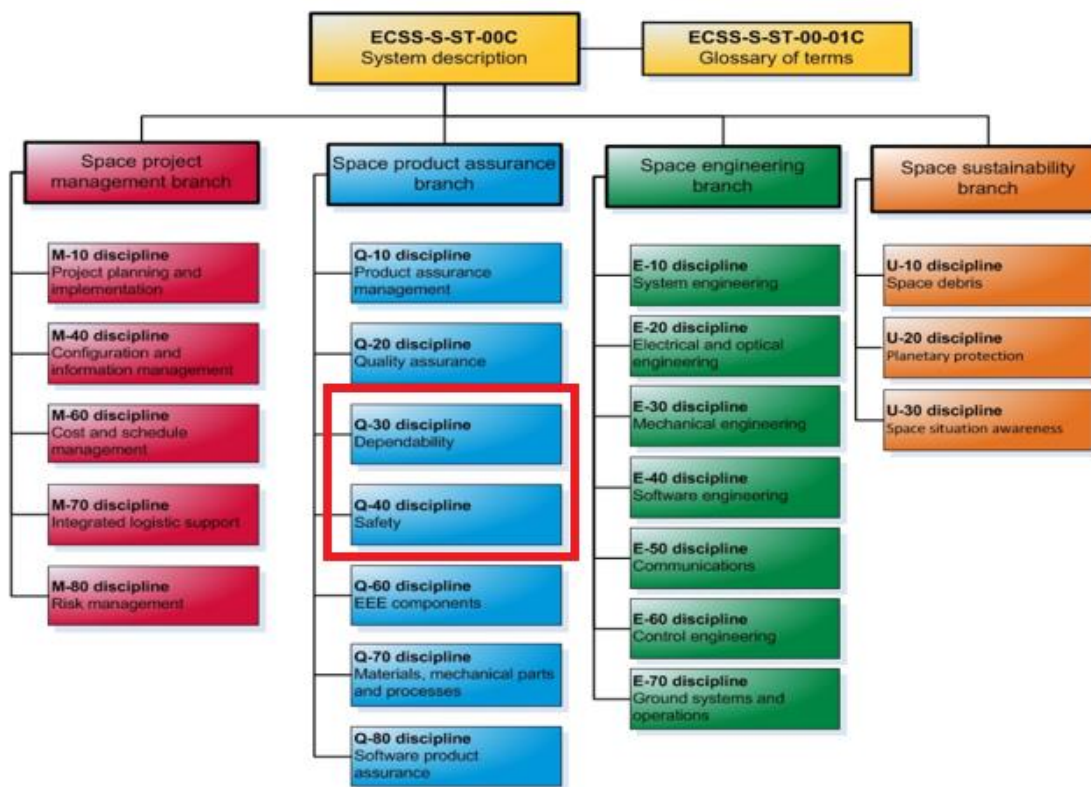 ECSS-S-ST-00C
System description
ECSS-S-ST-00-01C
Glossary of terms
Space project
management branch
M-10 discipline
Project planning and
implementation
M-40 discipline
Configuration and
information management
M-60 discipline
Cost and schedule
management
M-70 discipline
Integrated logistic support
M-80 discipline
Risk management
Space product assurance
branch
Q-10 discipline
Product assurance
management
Q-20 discipline
Quality assurance
Q-30 discipline
Dependability
Q-40 discipline
Safety
Q-60 discipline
EEE components
Q-70 discipline
Materials, mechanical parts
and processes
Q-80 discipline
Software product
assurance
Space engineering
branch
E-10 discipline
System engineering
E-20 discipline
Electrical and optical
engineering
E-30 discipline
Mechanical engineering
E-40 discipline
Software engineering
E-50 discipline
Communications
E-60 discipline
Control engineering
E-70 discipline
Ground systems and
operations
Space sustainability
branch
U-10 discipline
Space debris
U-20 discipline
Planetary protection
U-30 discipline
Space situation awareness